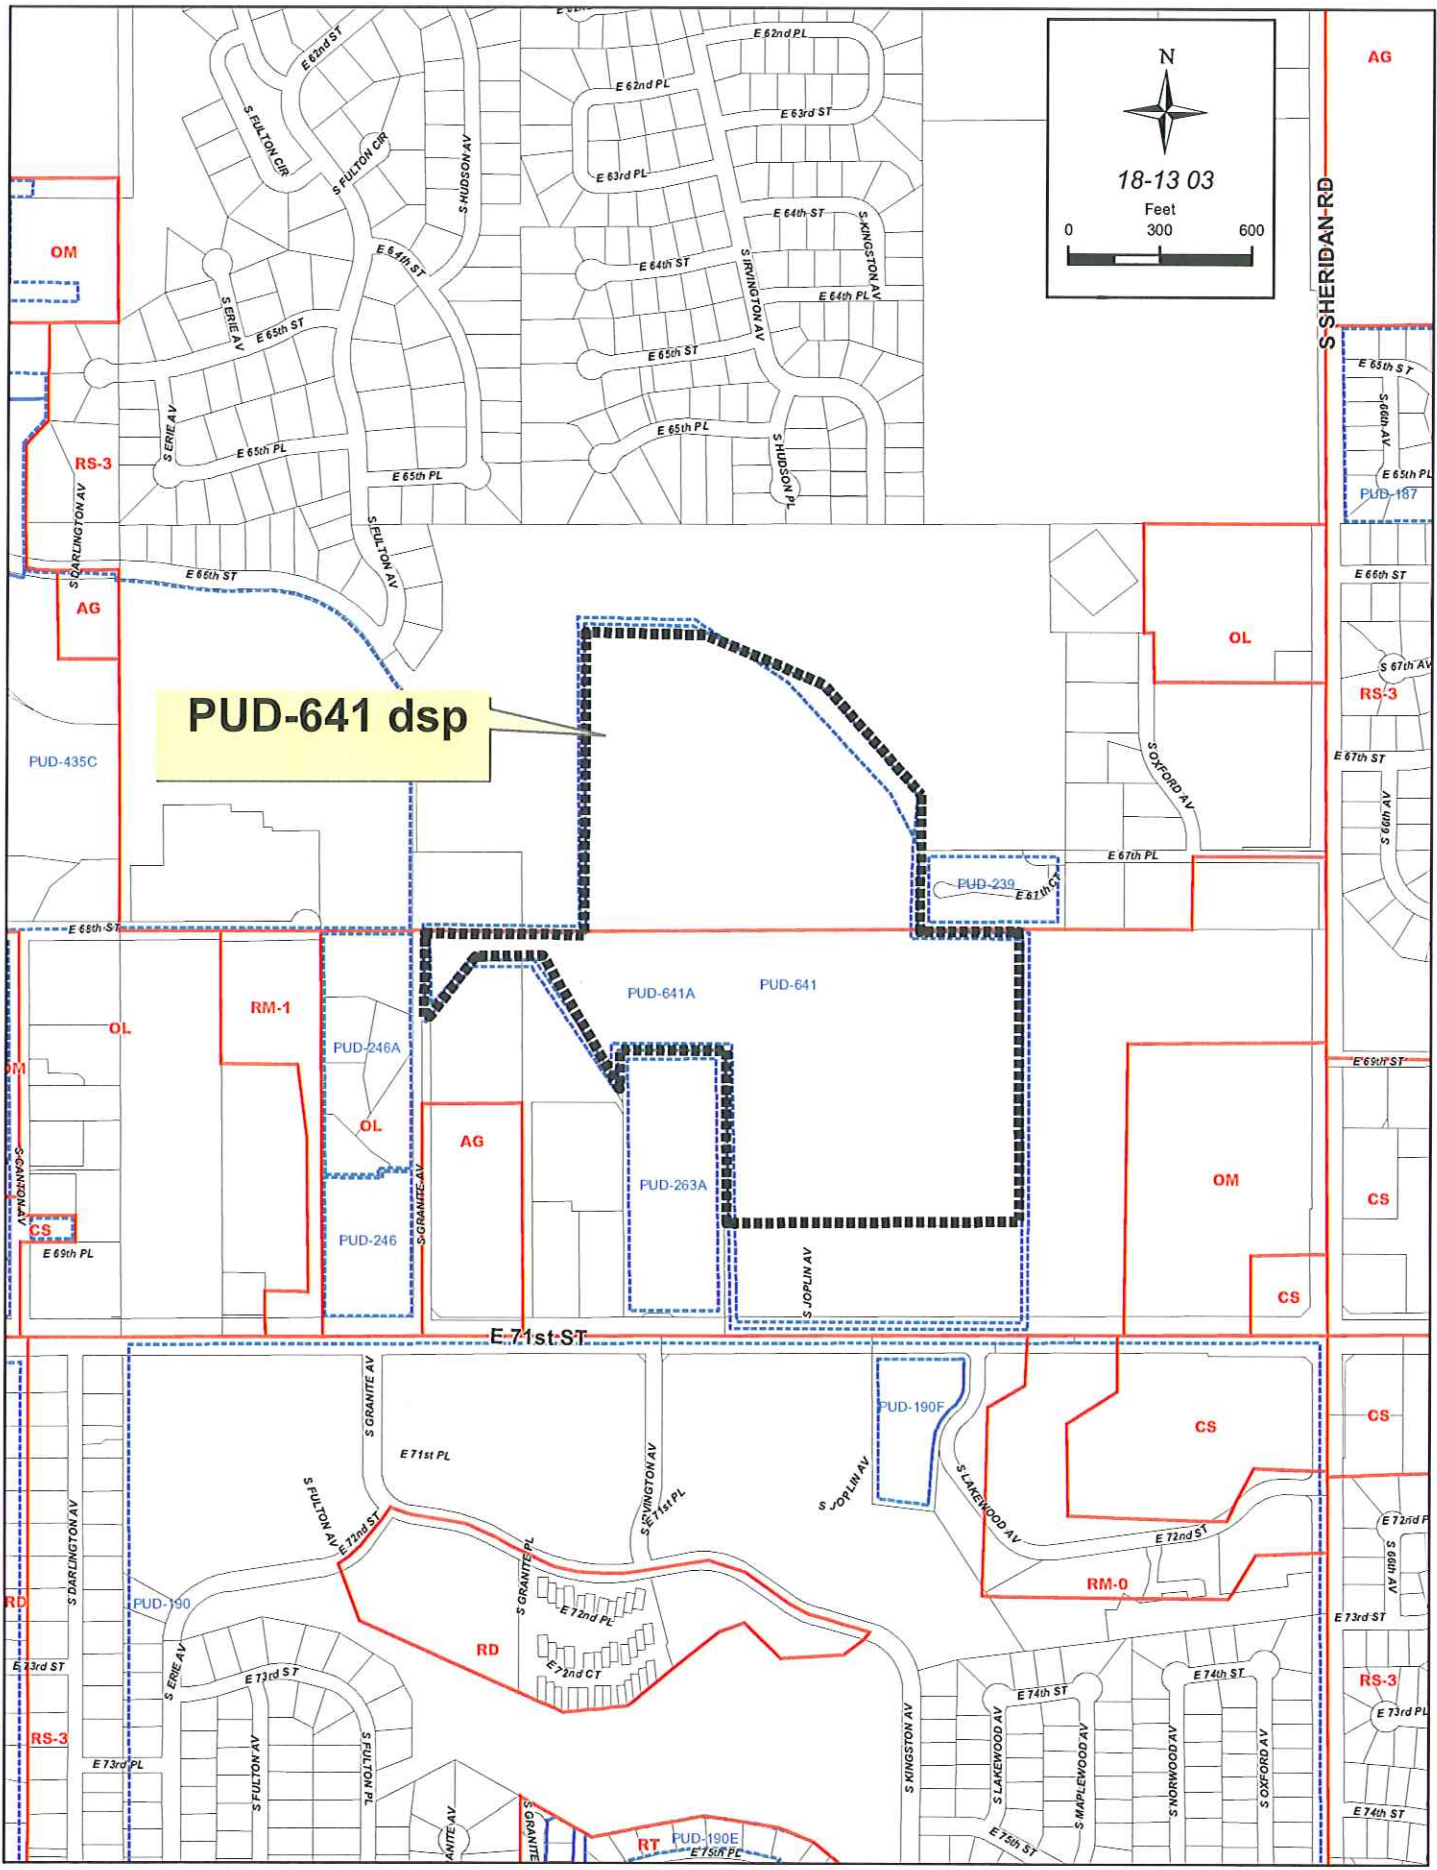 E 62nd ST
E 62nd PL
E 62nd PL
E 63rd ST
E 63rd PL
S FULTON CIR
S FULTON CIR
S HUDSON AV
N
18-13 03
Feet
0 300 600
AG
S SHERIDAN RD
OM
E 64th ST
E 64th ST
E 64th ST
S KINGSTON AV
E 64th PL
S IRVINGTON AV
S ERIE AV
E 65th ST
E 65th ST
E 65th ST
S 66th AV
E 65th PL
PUD-187
S ERIE AV
E 65th PL
E 65th PL
E 65th PL
S HUDSON PL
RS-3
S DARLINGTON AV
S FULTON AV
E 66th ST
E 66th ST
AG
OL
S 67th AV
RS-3
PUD-641 dsp
PUD-435C
S OXFORD AV
E 67th ST
S 66th AV
E 67th PL
PUD-239
E 67th CT
E 68th ST
OL
RM-1
PUD-246A
OL
PUD-641A
PUD-641
E 69th ST
OM
S CANTON AV
CS
E 69th PL
PUD-246
S GRANITE AV
AG
PUD-263A
S JOPLIN AV
OM
CS
CS
E 71st ST
S GRANITE AV
E 71st PL
S FULTON AV
E 72nd ST
S IRVINGTON AV
S E 71st PL
S JOPLIN AV
PUD-190F
S LAKEWOOD AV
CS
CS
E 72nd ST
RM-0
E 72nd P
S 66th AV
E 73rd ST
RD
S DARLINGTON AV
PUD-190
S GRANITE PL
E 72nd PL
E 72nd CT
RD
E 73rd ST
S ERIE AV
E 73rd ST
E 74th ST
E 74th ST
RS-3
E 73rd PL
RS-3
E 73rd PL
S FULTON AV
S FULTON PL
S KINGSTON AV
S LAKEWOOD AV
S MAPLEWOOD AV
S NORWOOD AV
S OXFORD AV
E 74th ST
ANITE AV
S GRANITE
RT
PUD-190E
E 75th PL
E 75th ST